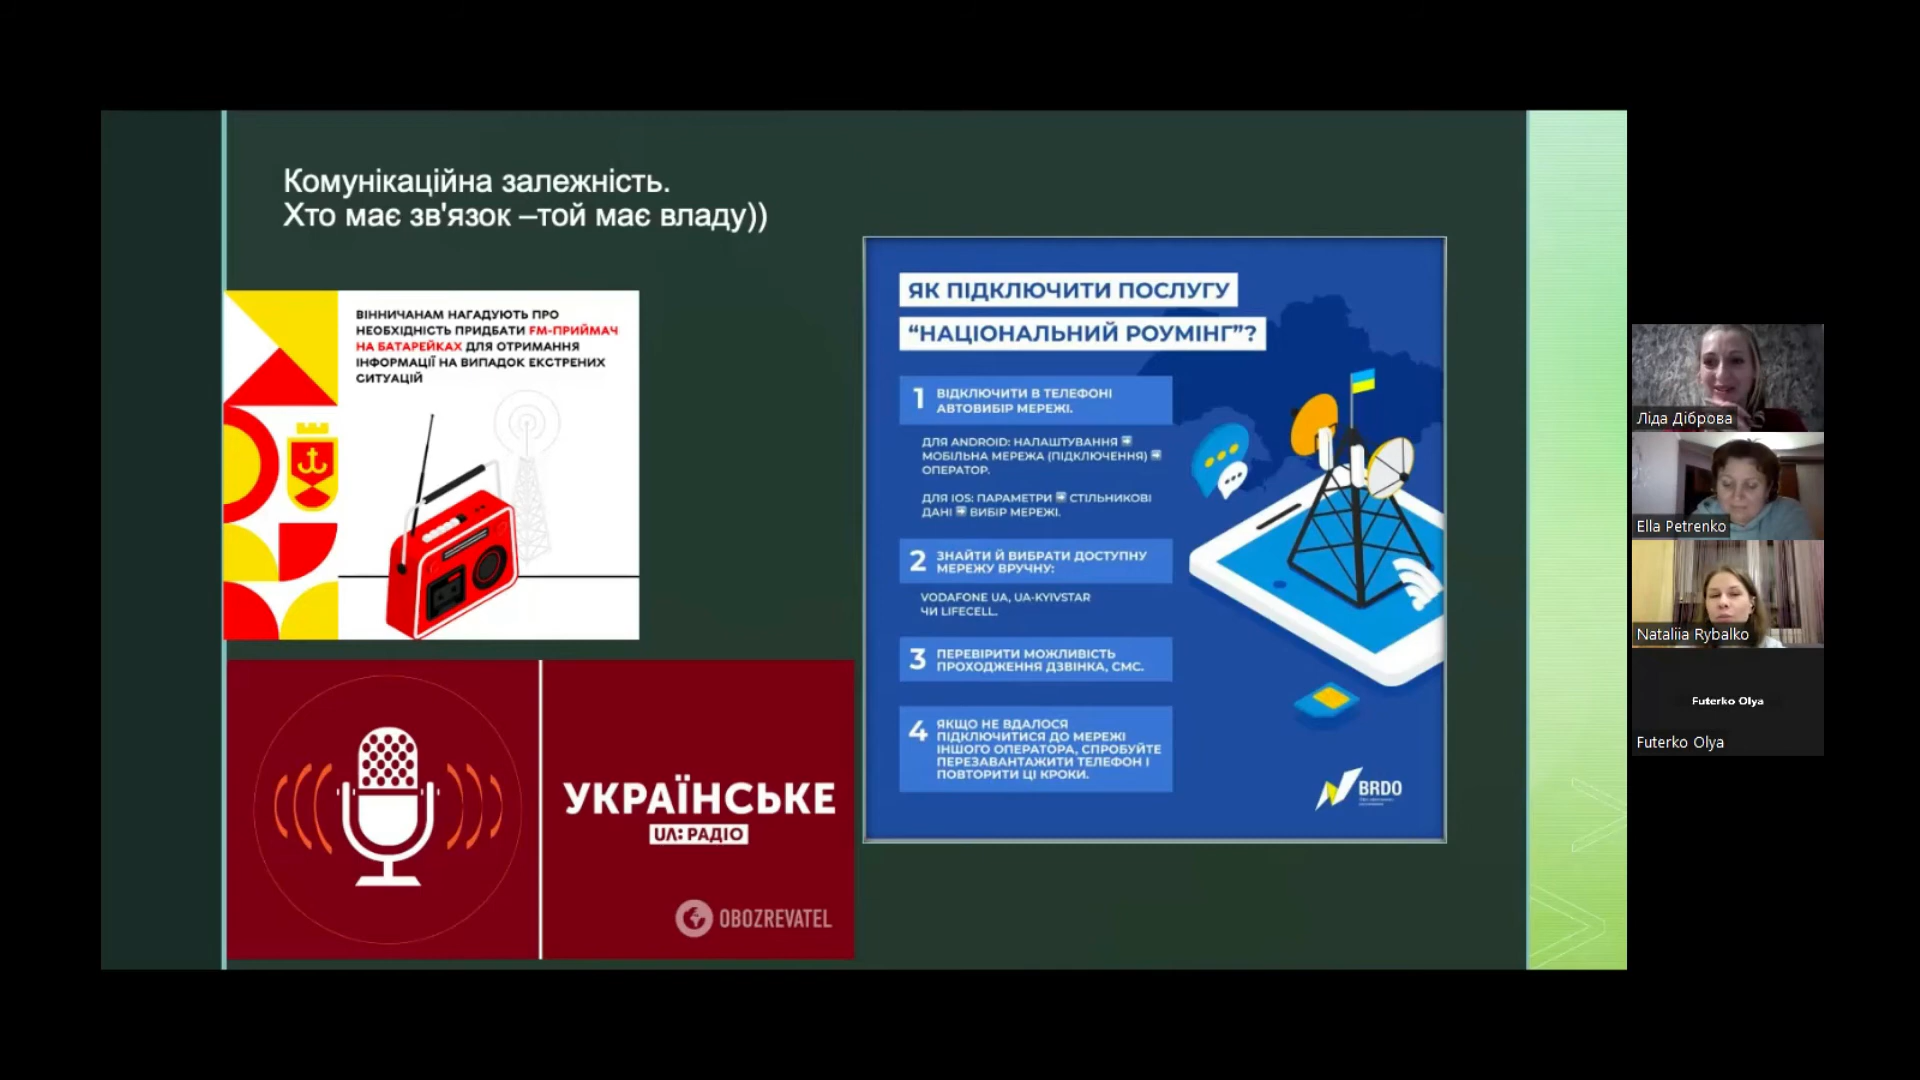 Комунікаційна залежність.
Хто має зв'язок –той має владу))
ВІННИЧАНАМ НАГАДУЮТЬ ПРО
НЕОБХІДНІСТЬ ПРИДБАТИ FM-ПРИЙМАЧ
НА БАТАРЕЙКАХ ДЛЯ ОТРИМАННЯ
ІНФОРМАЦІЇ НА ВИПАДОК ЕКСТРЕНИХ
СИТУАЦІЙ
УКРАЇНСЬКЕ
UA: РАДІО
OBOZREVATEL
ЯК ПІДКЛЮЧИТИ ПОСЛУГУ
“НАЦІОНАЛЬНИЙ РОУМІНГ”?
1 ВІДКЛЮЧИТИ В ТЕЛЕФОНІ
АВТОВИБІР МЕРЕЖІ.
ДЛЯ ANDROID: НАЛАШТУВАННЯ ➡
МОБІЛЬНА МЕРЕЖА (ПІДКЛЮЧЕННЯ) ➡
ОПЕРАТОР.
ДЛЯ IOS: ПАРАМЕТРИ ➡ СТІЛЬНИКОВІ
ДАНІ ➡ ВИБІР МЕРЕЖІ.
2 ЗНАЙТИ Й ВИБРАТИ ДОСТУПНУ
МЕРЕЖУ ВРУЧНУ:
VODAFONE UA, UA-KYIVSTAR
ЧИ LIFECELL.
3 ПЕРЕВІРИТИ МОЖЛИВІСТЬ
ПРОХОДЖЕННЯ ДЗВІНКА, СМС.
4 ЯКЩО НЕ ВДАЛОСЯ
ПІДКЛЮЧИТИСЯ ДО МЕРЕЖІ
ІНШОГО ОПЕРАТОРА, СПРОБУЙТЕ
ПЕРЕЗАВАНТАЖИТИ ТЕЛЕФОН І
ПОВТОРИТИ ЦІ КРОКИ.
BRDO
Ліда Діброва
Ella Petrenko
Nataliia Rybalko
Futerko Olya
Futerko Olya